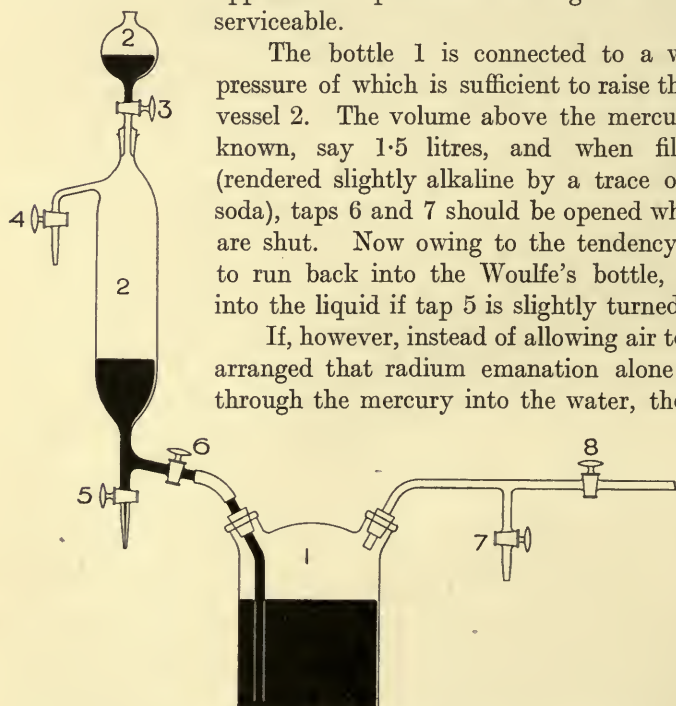 serviceable.
The bottle 1 is connected to a w
pressure of which is sufficient to raise th
vessel 2. The volume above the mercu
known, say 1·5 litres, and when fil
(rendered slightly alkaline by a trace o
soda), taps 6 and 7 should be opened wh
are shut. Now owing to the tendency
to run back into the Woulfe's bottle,
into the liquid if tap 5 is slightly turned
If, however, instead of allowing air to
arranged that radium emanation alone
through the mercury into the water, the
2
3
4
2
6
5
8
7
1